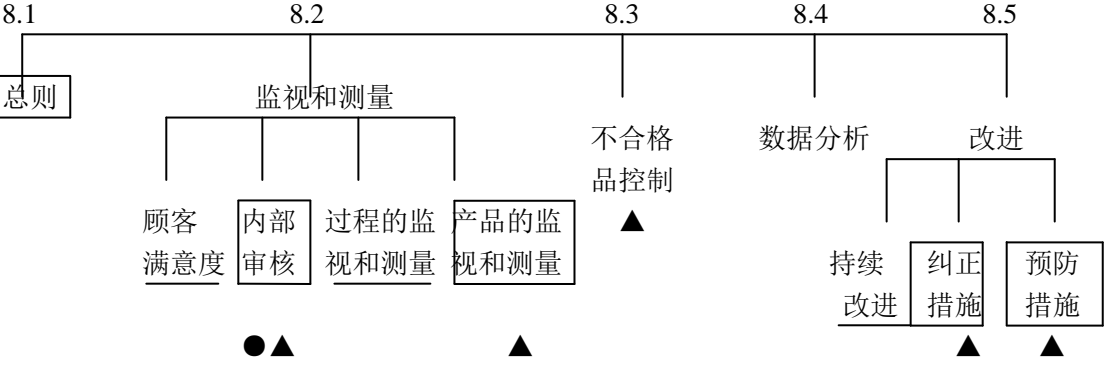 8.1 8.2 8.3 8.4 8.5
总则
监视和测量
不合格
品控制
数据分析
改进
顾客
满意度
内部
审核
过程的监
视和测量
产品的监
视和测量
持续
改进
纠正
措施
预防
措施